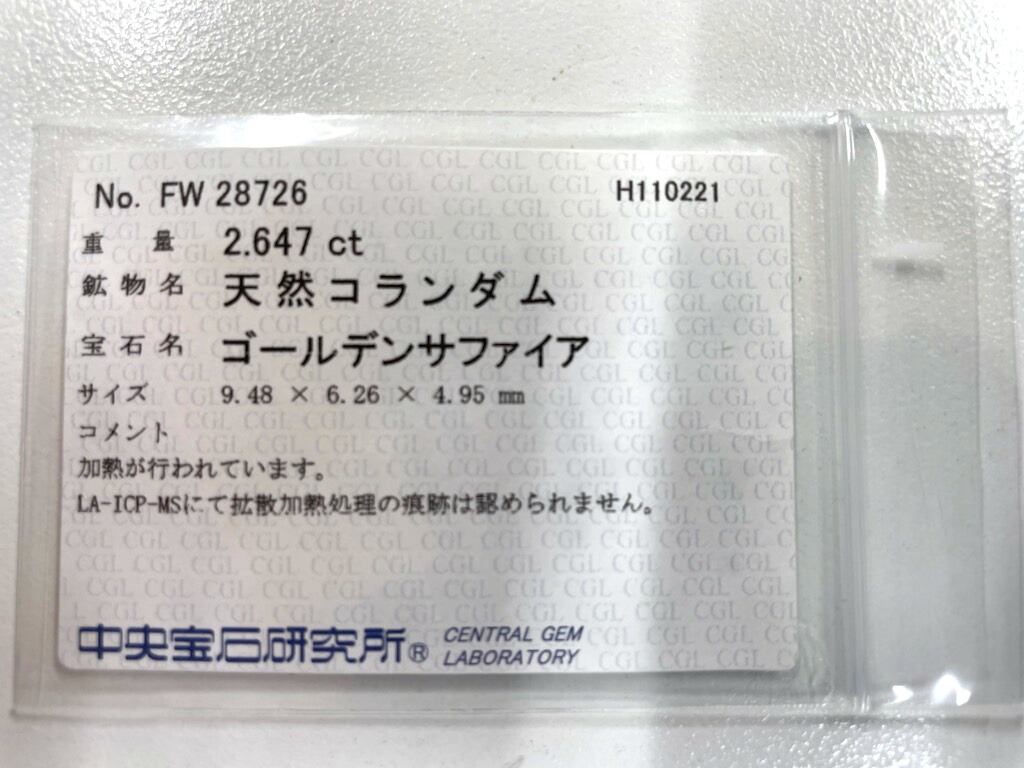 No. FW 28726 H110221
重量 2.647 ct
鉱物名 天然コランダム
宝石名 ゴールデンサファイア
サイズ 9.48 × 6.26 × 4.95 mm
コメント
加熱が行われています。
LA-ICP-MSにて拡散加熱処理の痕跡は認められません。
中央宝石研究所® CENTRAL GEM
LABORATORY